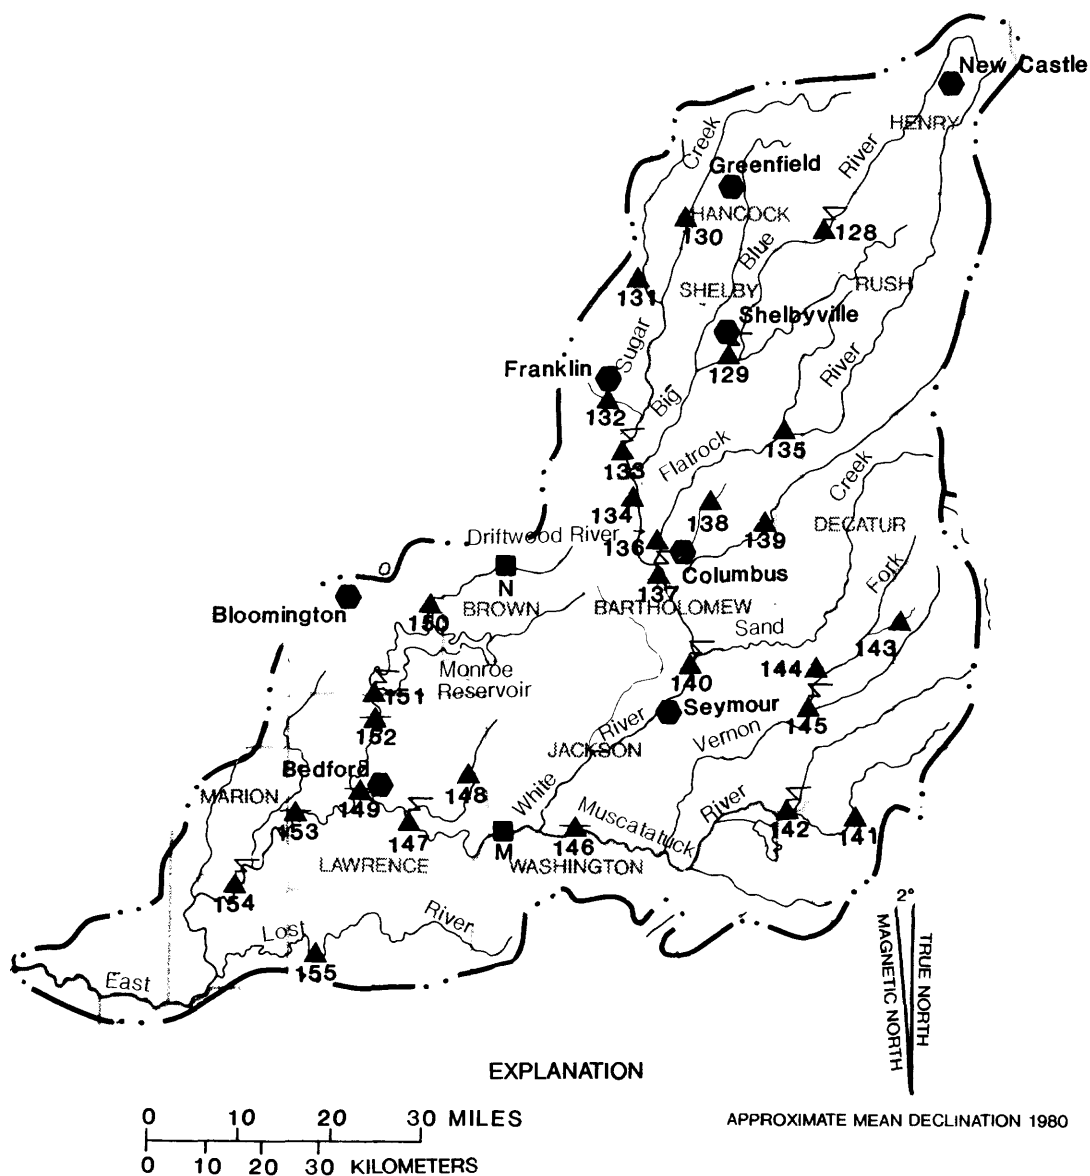 New Castle
HENRY
Creek
River
Greenfield
HANCOCK
130
128
Blue
131
SHELBY
RUSH
Shelbyville
Sugar
Franklin
129
River
132
Big
133
Flatrock
135
Creek
134
138
139
DECATUR
Driftwood River
136
Columbus
137
Fork
N
Bloomington
150
BROWN
BARTHOLOMEW
Sand
143
Monroe
Reservoir
151
144
140
152
Seymour
145
River
Vernon
JACKSON
Bedford
149
148
MARION
153
White
Muscatatuck
River
147
M
146
142
141
LAWRENCE
WASHINGTON
154
Lost
River
155
East
2°
MAGNETIC NORTH
TRUE NORTH
EXPLANATION
0 10 20 30 MILES
0 10 20 30 KILOMETERS
APPROXIMATE MEAN DECLINATION 1980